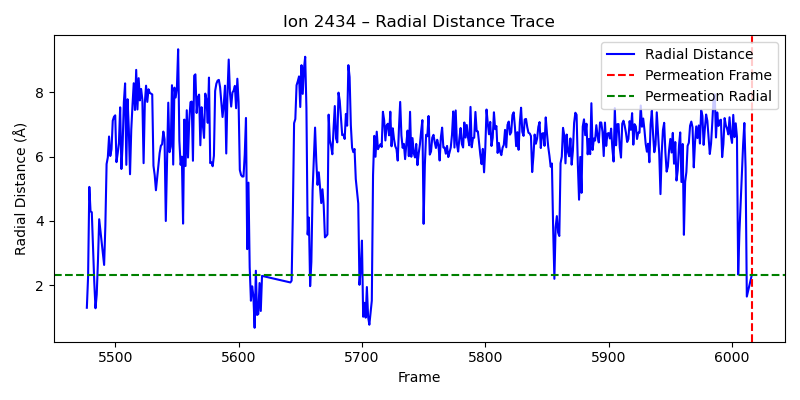 Ion 2434 – Radial Distance Trace
Radial Distance
Permeation Frame
Permeation Radial
Radial Distance (Å)
8
6
4
2
5500 5600 5700 5800 5900 6000
Frame